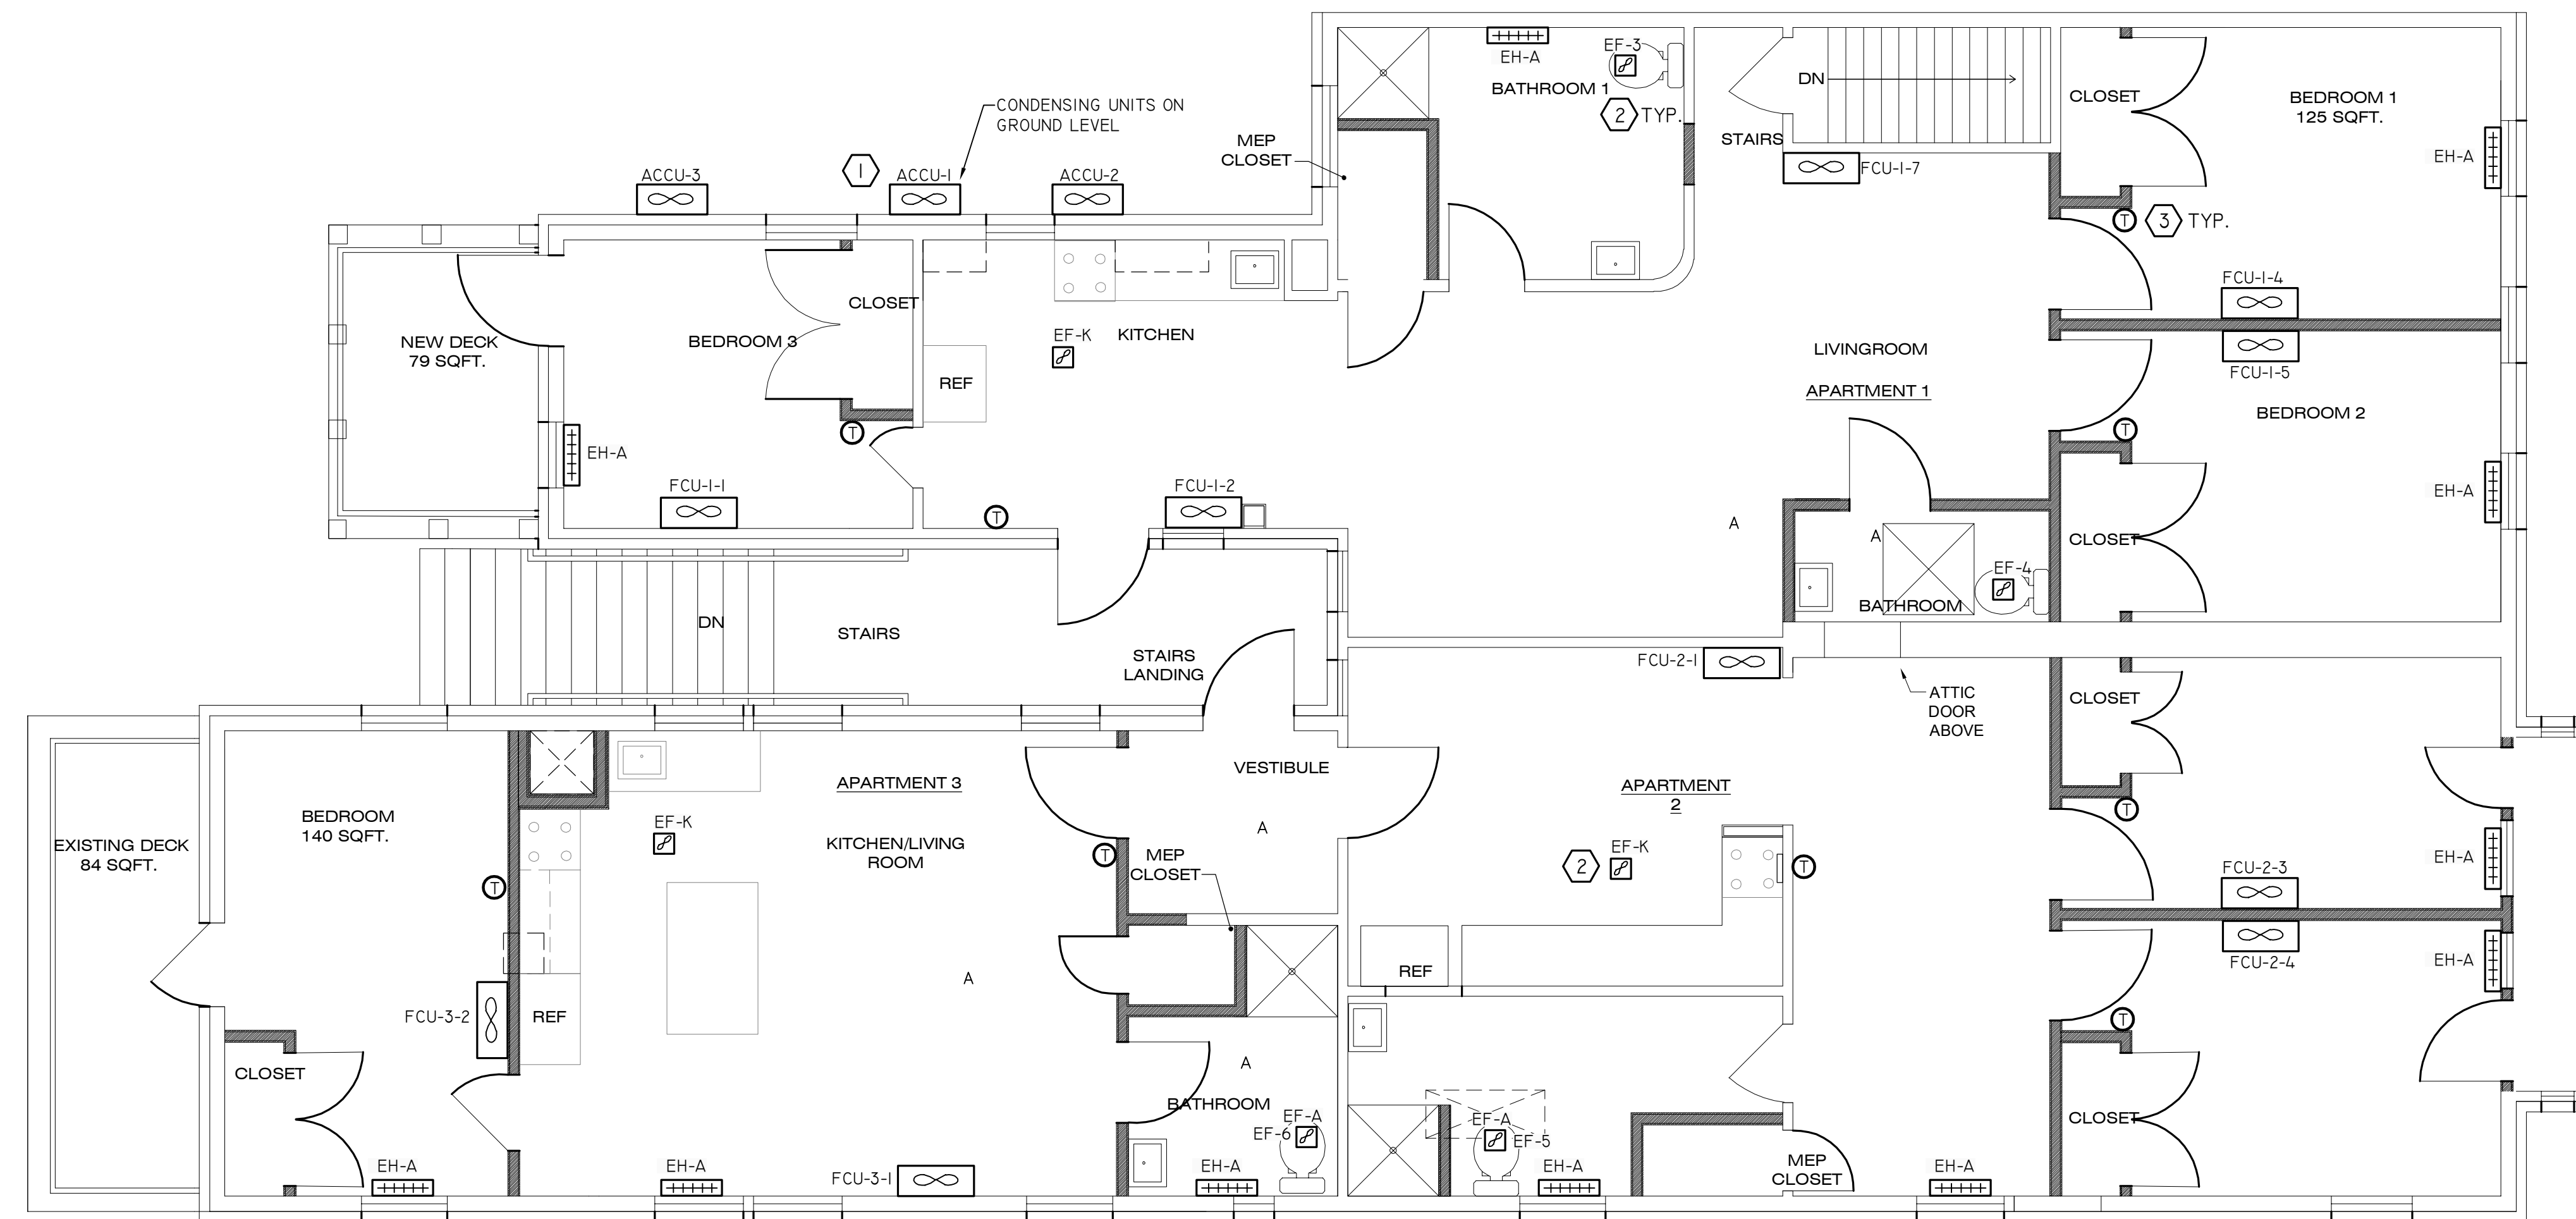 EF-3
EH-A
BATHROOM 1
2 TYP.
DN
STAIRS
FCU-1-7
CLOSET
BEDROOM 1
125 SQFT.
EH-A
T
3 TYP.
FCU-1-4
CONDENSING UNITS ON
GROUND LEVEL
MEP
CLOSET
1
ACCU-3
ACCU-1
ACCU-2
NEW DECK
79 SQFT.
BEDROOM 3
CLOSET
EF-K
KITCHEN
REF
T
EH-A
FCU-1-1
FCU-1-2
T
LIVINGROOM
APARTMENT 1
FCU-1-5
BEDROOM 2
T
EH-A
CLOSET
A
A
EF-4
BATHROOM
DN
STAIRS
STAIRS
LANDING
FCU-2-1
ATTIC
DOOR
ABOVE
CLOSET
T
EXISTING DECK
84 SQFT.
BEDROOM
140 SQFT.
APARTMENT 3
EF-K
KITCHEN/LIVING
ROOM
T
T
VESTIBULE
A
MEP
CLOSET
APARTMENT
2
2
EF-K
T
FCU-2-3
EH-A
FCU-2-4
EH-A
REF
A
FCU-3-2
REF
T
CLOSET
A
BATHROOM
EF-A
EF-6
EF-A
EF-5
CLOSET
EH-A
EH-A
FCU-3-1
EH-A
EH-A
MEP
CLOSET
EH-A